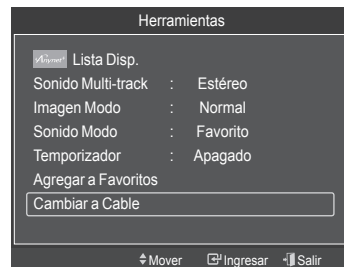 Herramientas
Anynet+ Lista Disp.
Sonido Multi-track : Estéreo
Imagen Modo : Normal
Sonido Modo : Favorito
Temporizador : Apagado
Agregar a Favoritos
Cambiar a Cable
Mover Ingresar Salir